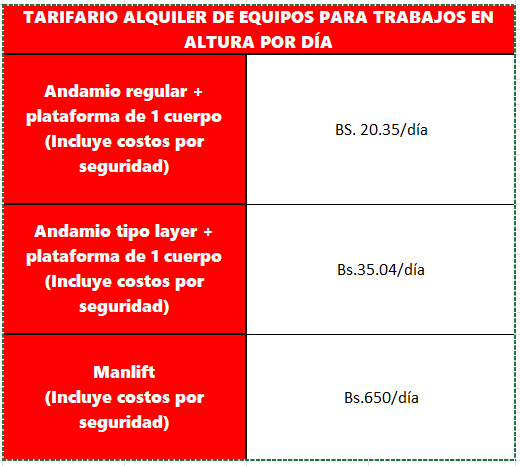 TARIFARIO ALQUILER DE EQUIPOS PARA TRABAJOS EN
ALTURA POR DÍA
Andamio regular +
plataforma de 1 cuerpo
(Incluye costos por
seguridad)
BS. 20.35/día
Andamio tipo layer +
plataforma de 1 cuerpo
(Incluye costos por
seguridad)
Bs.35.04/día
Manlift
(Incluye costos por
seguridad)
Bs.650/día